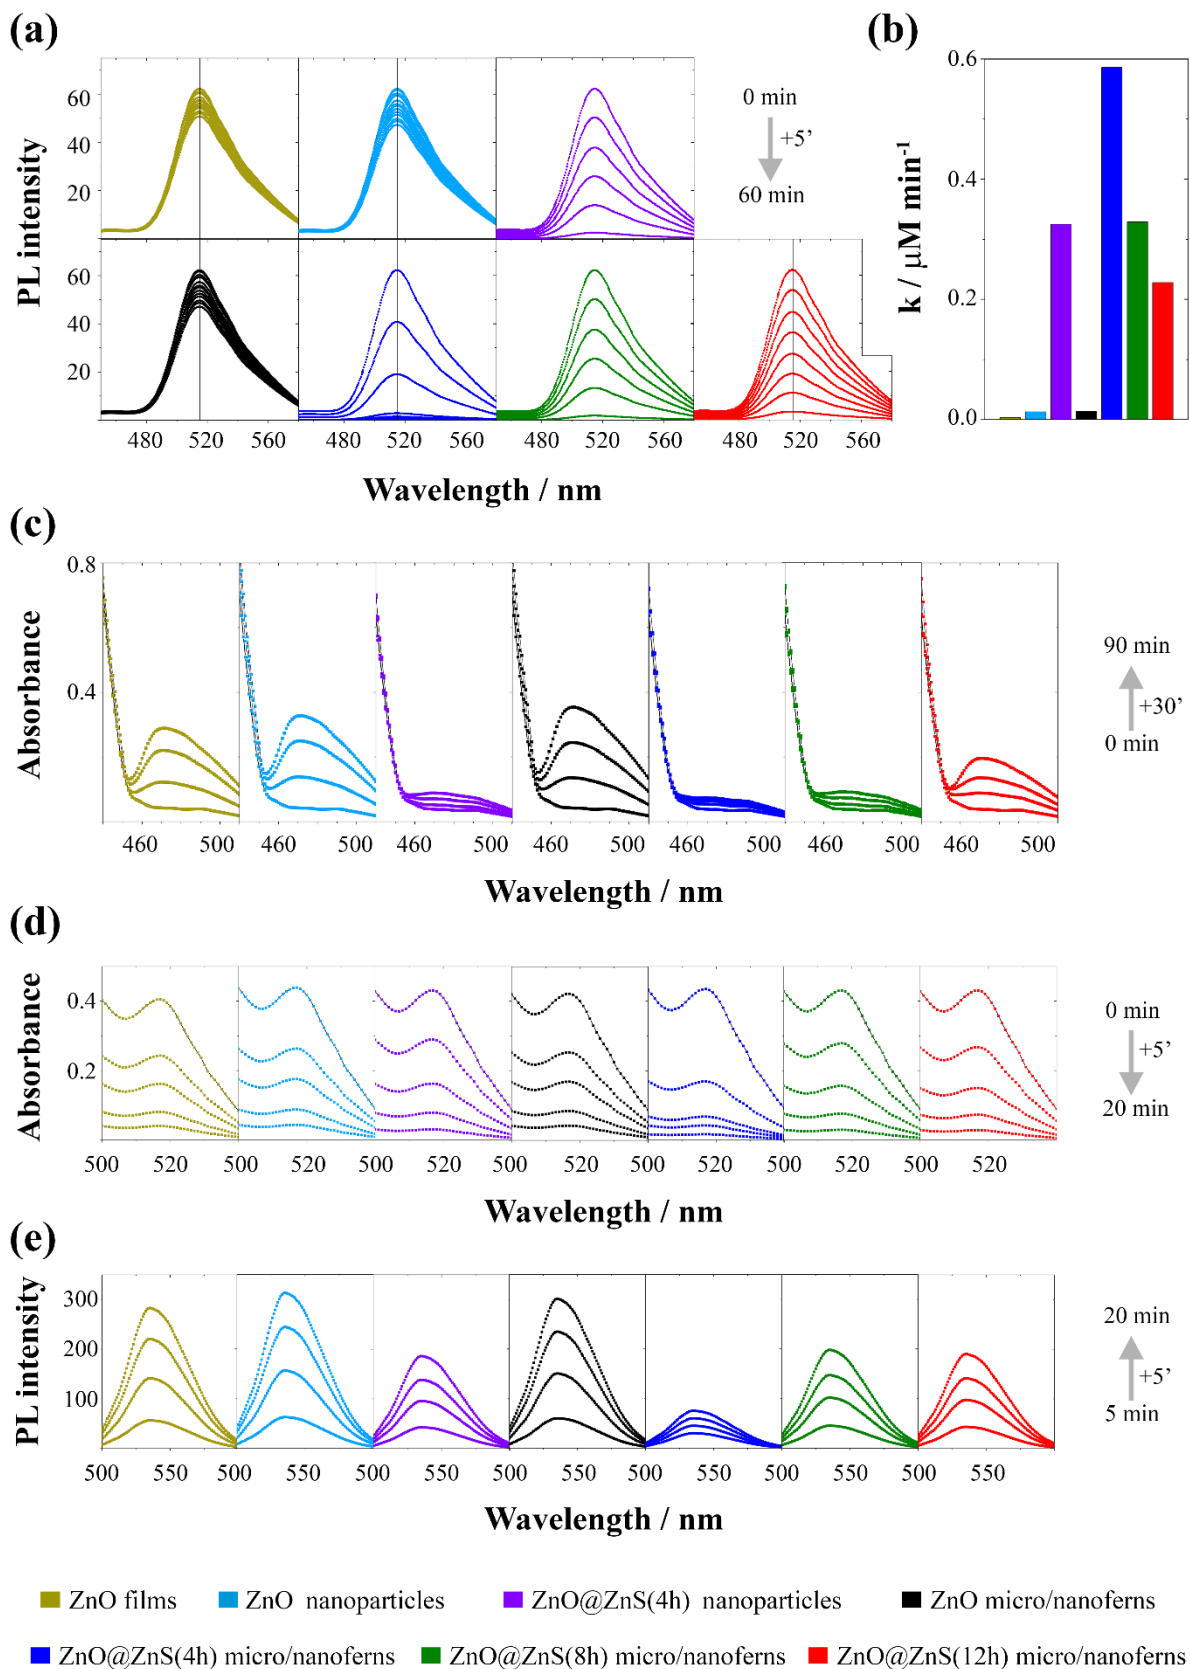 (a)
(b)
60
40
20
PL intensity
60
40
20
480 520 560
480 520 560
480 520 560
480 520 560
Wavelength / nm
0 min
+5’
60 min
0.6
0.4
0.2
0.0
k / μM min-1
(c)
0.8
0.4
Absorbance
460 500
460 500
460 500
460 500
460 500
460 500
460 500
Wavelength / nm
90 min
+30’
0 min
(d)
0.4
0.2
Absorbance
500 520
500 520
500 520
500 520
500 520
500 520
500 520
Wavelength / nm
0 min
+5’
20 min
(e)
300
200
100
PL intensity
500 550
500 550
500 550
500 550
500 550
500 550
500 550
Wavelength / nm
20 min
+5’
5 min
ZnO films ZnO nanoparticles ZnO@ZnS(4h) nanoparticles ZnO micro/nanoferns
ZnO@ZnS(4h) micro/nanoferns ZnO@ZnS(8h) micro/nanoferns ZnO@ZnS(12h) micro/nanoferns